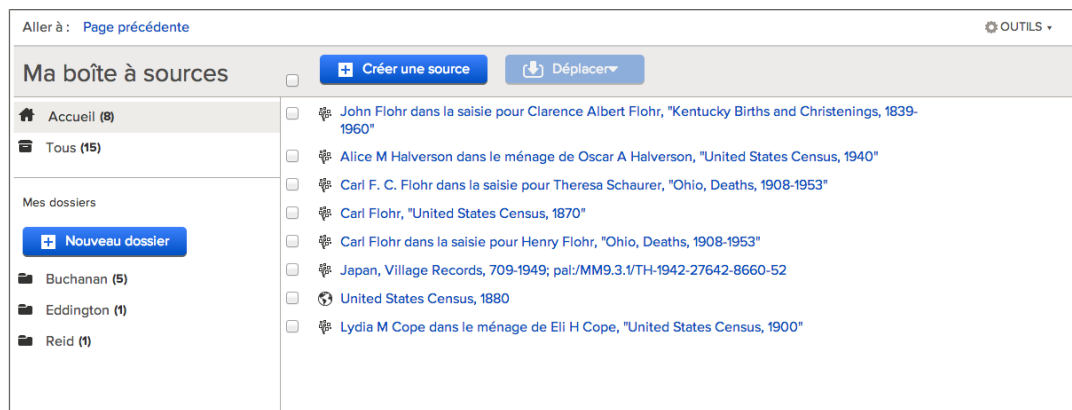 Aller à : Page précédente
OUTILS
Ma boîte à sources
Créer une source
Déplacer
Accueil (8)
Tous (15)
Mes dossiers
Nouveau dossier
Buchanan (5)
Eddington (1)
Reid (1)
John Flohr dans la saisie pour Clarence Albert Flohr, "Kentucky Births and Christenings, 1839-
1960"
Alice M Halverson dans le ménage de Oscar A Halverson, "United States Census, 1940"
Carl F. C. Flohr dans la saisie pour Theresa Schaurer, "Ohio, Deaths, 1908-1953"
Carl Flohr, "United States Census, 1870"
Carl Flohr dans la saisie pour Henry Flohr, "Ohio, Deaths, 1908-1953"
Japan, Village Records, 709-1949; pal:/MM9.3.1/TH-1942-27642-8660-52
United States Census, 1880
Lydia M Cope dans le ménage de Eli H Cope, "United States Census, 1900"